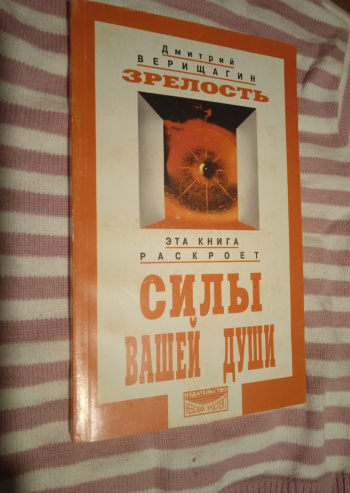 Дмитрий
ВЕРИЩАГИН
ЗРЕЛОСТЬ
ЭТА КНИГА
РАСКРОЕТ
СИЛЫ
ВАШЕЙ ДУШИ
ИЗДАТЕЛЬСТВО